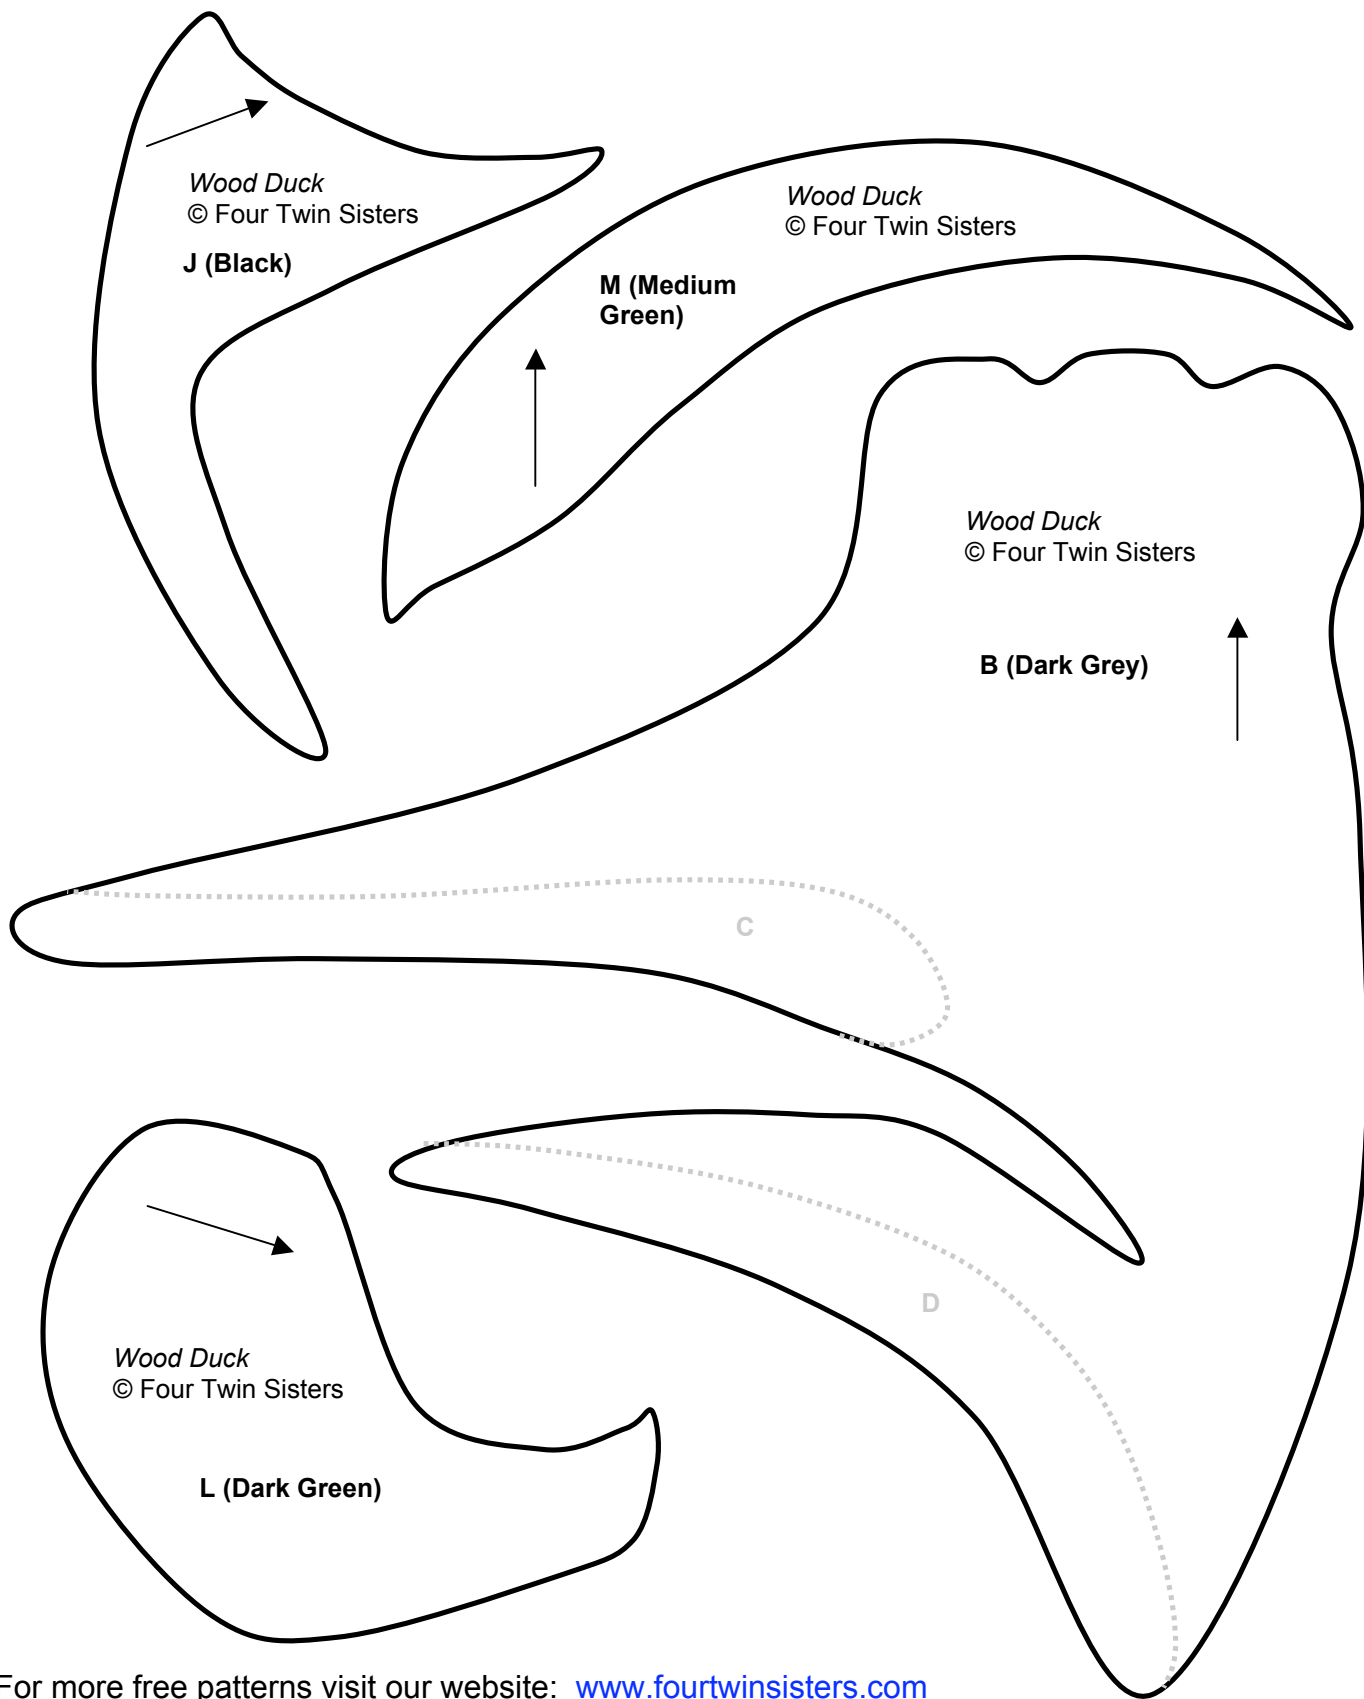 Wood Duck
© Four Twin Sisters
J (Black)
Wood Duck
© Four Twin Sisters
M (Medium
Green)
Wood Duck
© Four Twin Sisters
B (Dark Grey)
C
D
Wood Duck
© Four Twin Sisters
L (Dark Green)
For more free patterns visit our website: www.fourtwinsisters.com